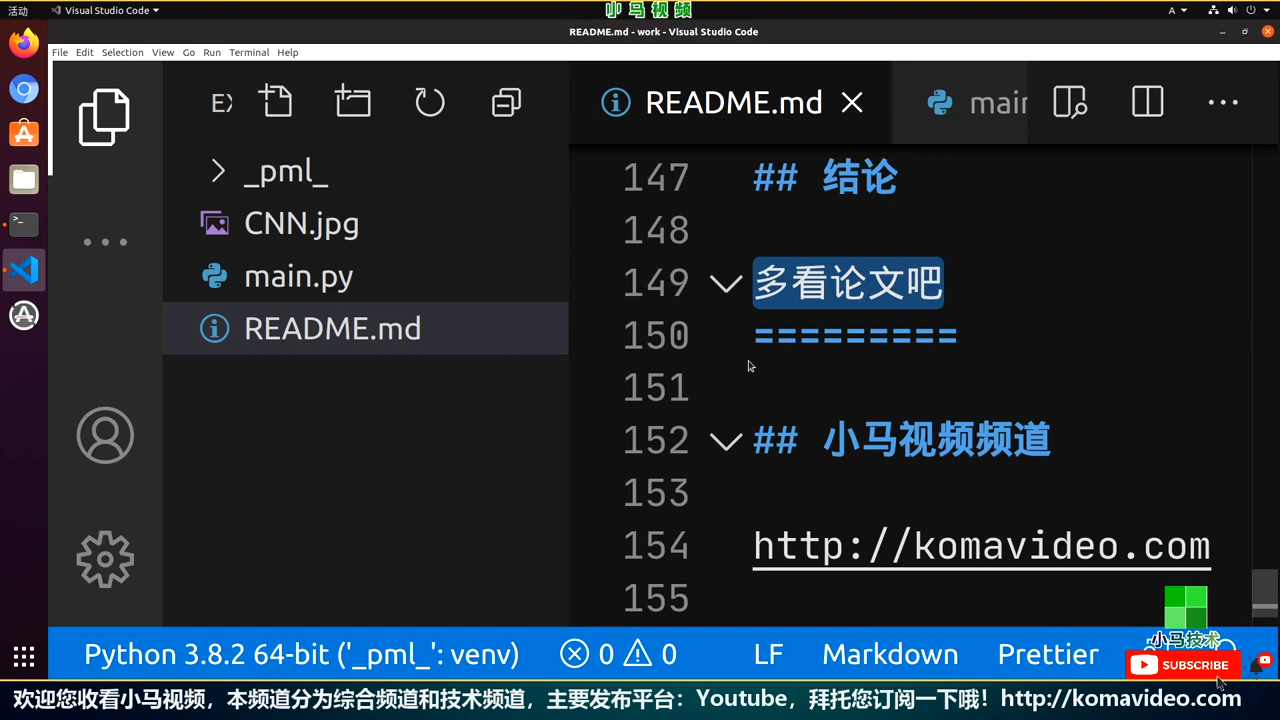 活动
Visual Studio Code
小马视频
A
README.md - work - Visual Studio Code
File Edit Selection View Go Run Terminal Help
README.md
main
_pml_
CNN.jpg
main.py
README.md
147 ## 结论
148
149 多看论文吧
150 =========
151
152 ## 小马视频频道
153
154 http://komavideo.com
155
Python 3.8.2 64-bit ('_pml_': venv) 0 0 LF Markdown Prettier
小马技术
SUBSCRIBE
欢迎您收看小马视频，本频道分为综合频道和技术频道，主要发布平台：Youtube，拜托您订阅一下哦！http://komavideo.com